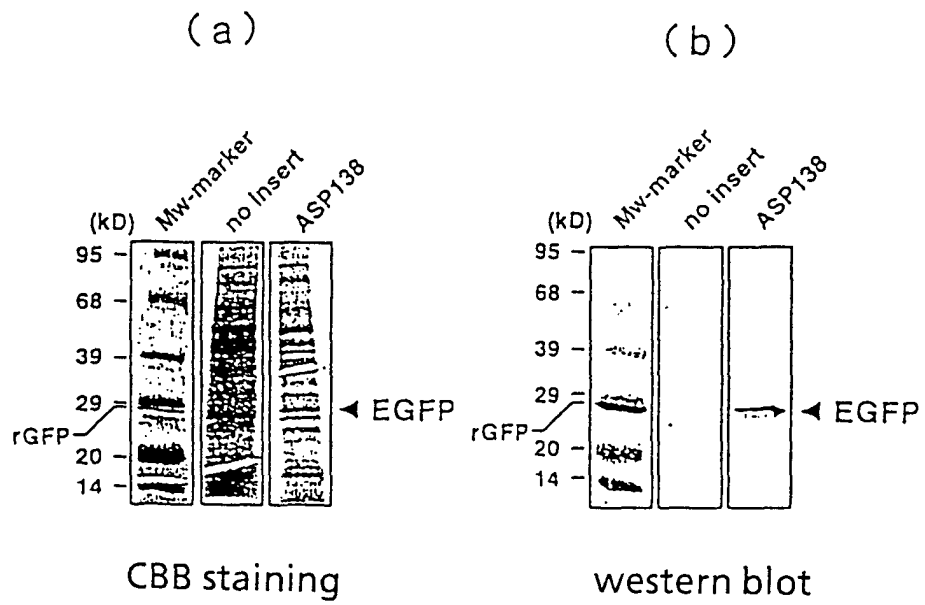 (a)
Mw-marker
no Insert
ASP138
(kD)
95
68
39
29
rGFP
20
14
EGFP
CBB staining
(b)
Mw-marker
no insert
ASP138
(kD)
95
68
39
29
rGFP
20
14
EGFP
western blot